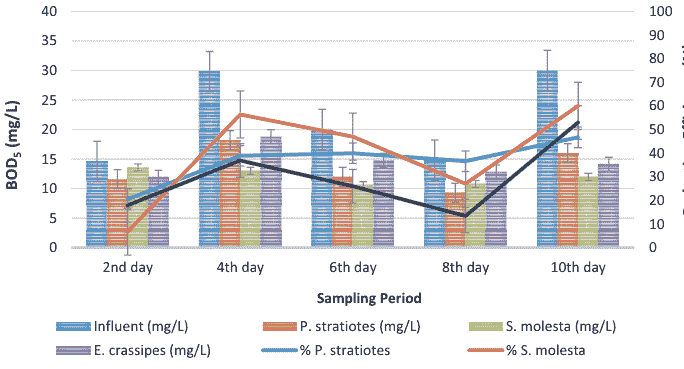 40 100
35 90
30 80
25 70
20 60
15 50
10 40
5 30
0 20
10
0
BOD5 (mg/L)
2nd day 4th day 6th day 8th day 10th day
Sampling Period
Influent (mg/L) P. stratiotes (mg/L) S. molesta (mg/L)
E. crassipes (mg/L) % P. stratiotes % S. molesta